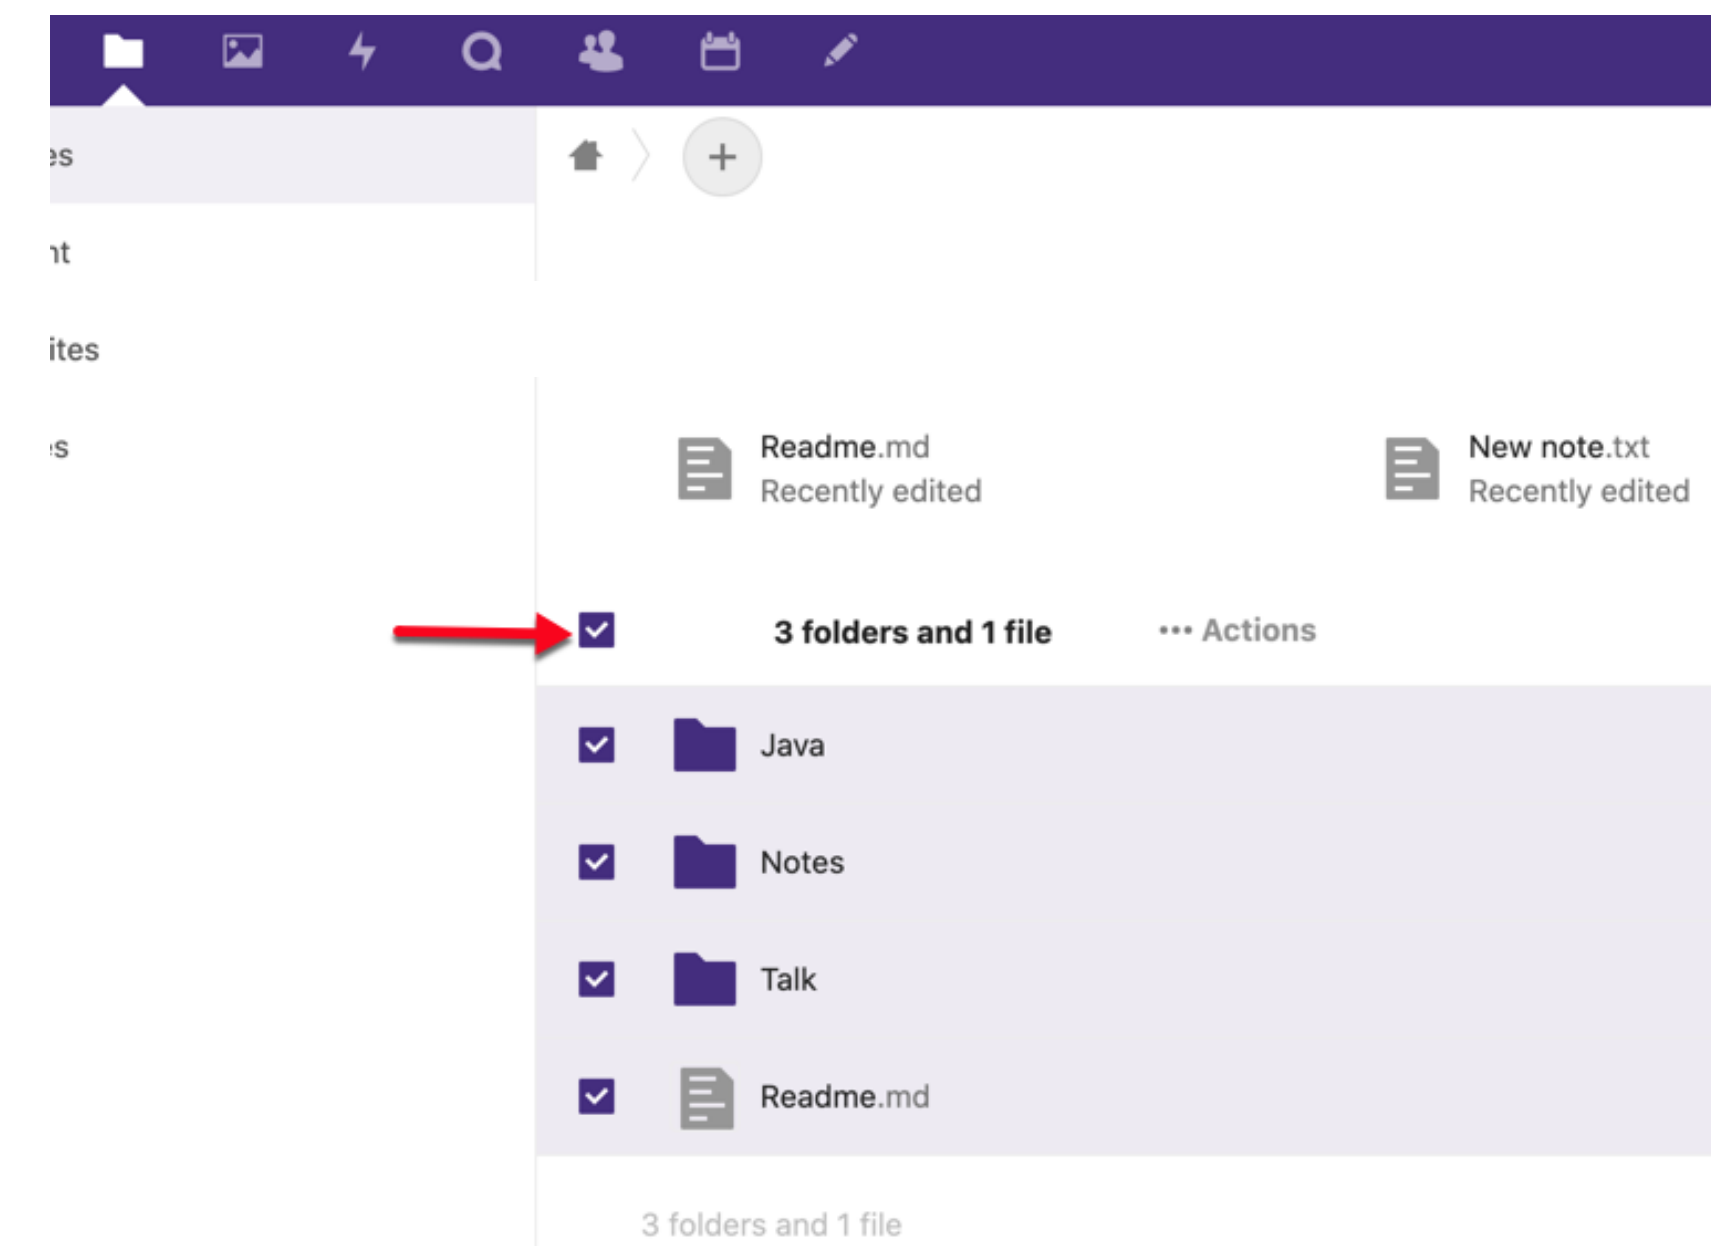 es
nt
ites
es
Readme.md
Recently edited
New note.txt
Recently edited
3 folders and 1 file
••• Actions
Java
Notes
Talk
Readme.md
3 folders and 1 file